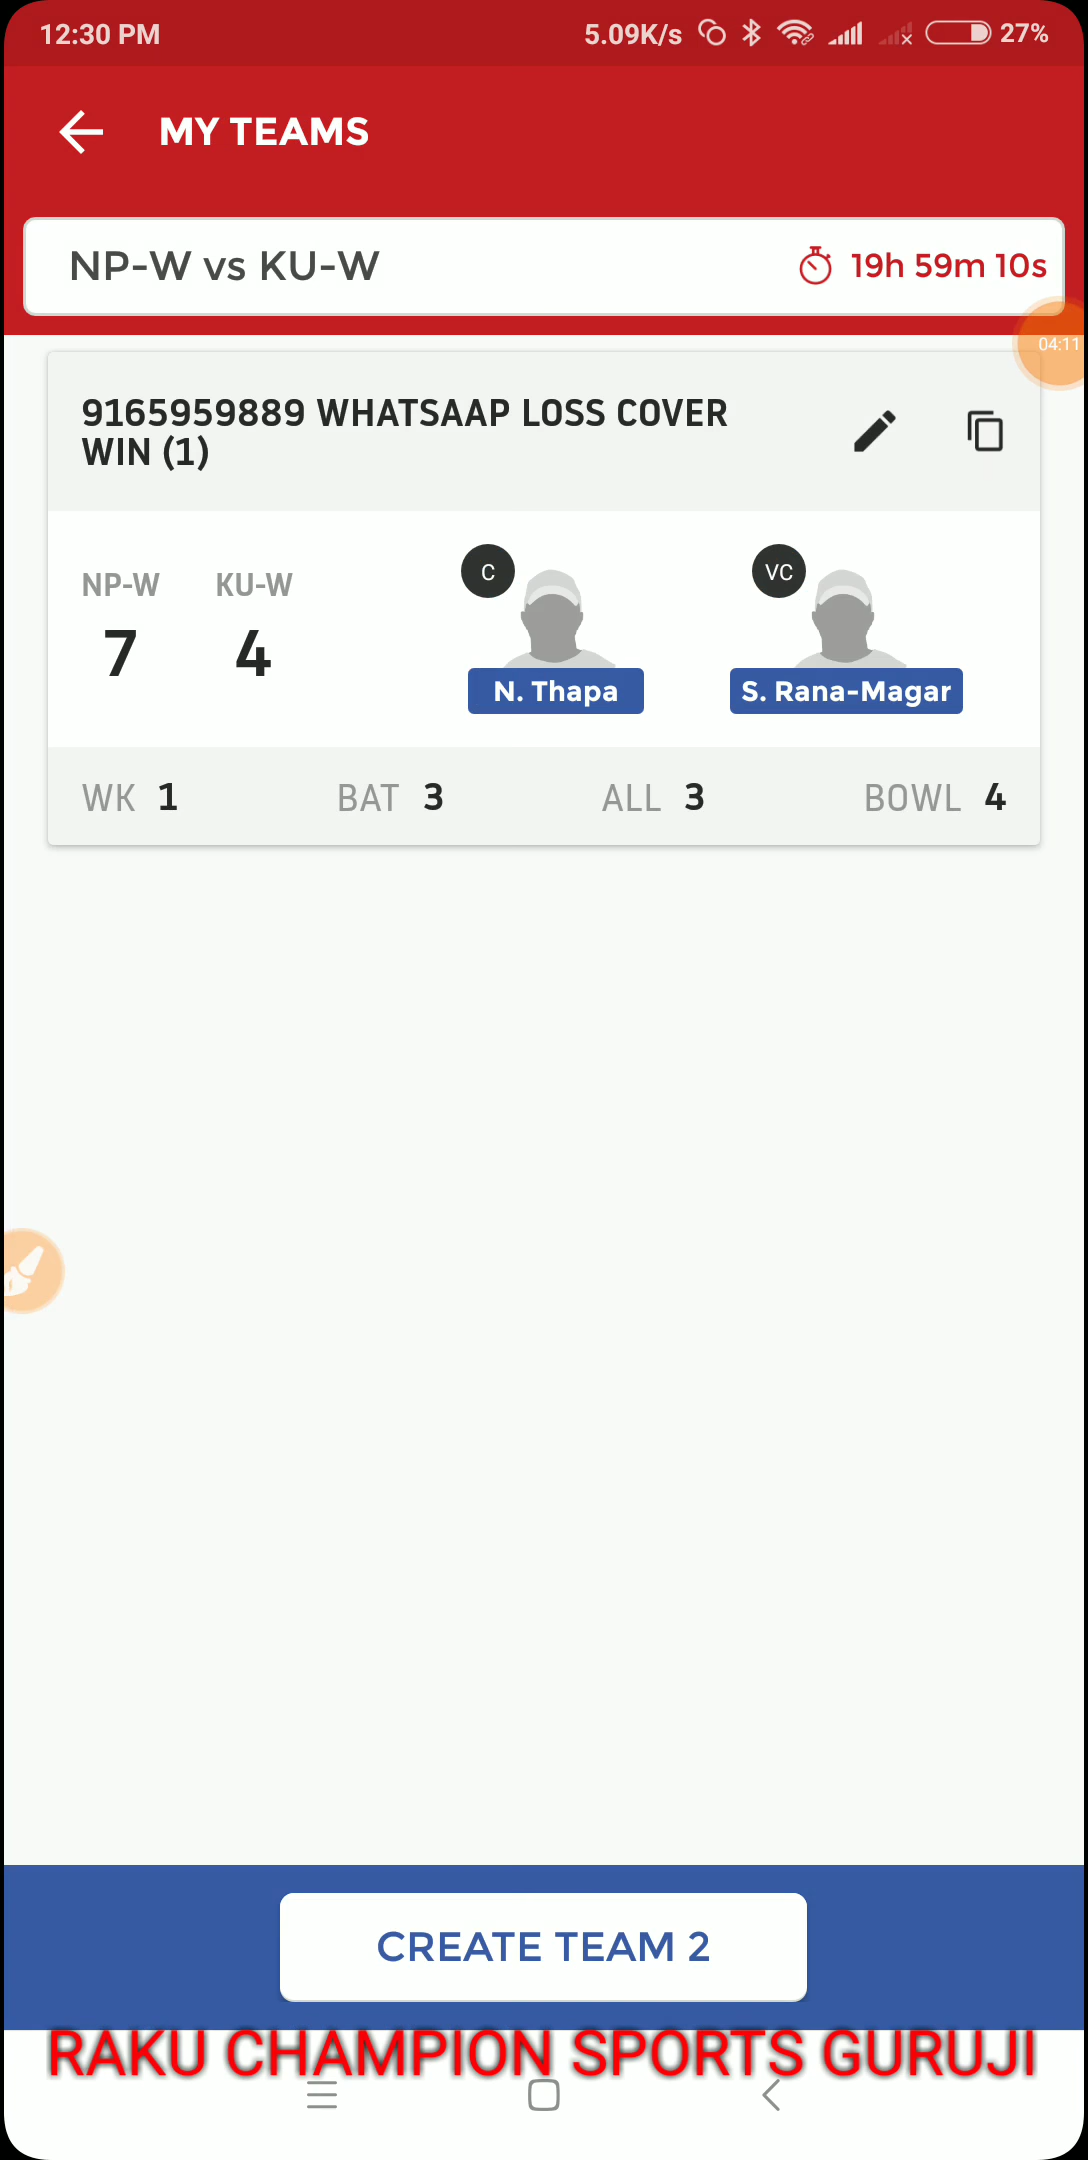 12:30 PM
5.09K/s
27%
MY TEAMS
NP-W vs KU-W
19h 59m 10s
04:11
9165959889 WHATSAAP LOSS COVER
WIN (1)
NP-W KU-W
7 4
C
VC
N. Thapa
S. Rana-Magar
WK 1 BAT 3 ALL 3 BOWL 4
CREATE TEAM 2
RAKU CHAMPION SPORTS GURUJI